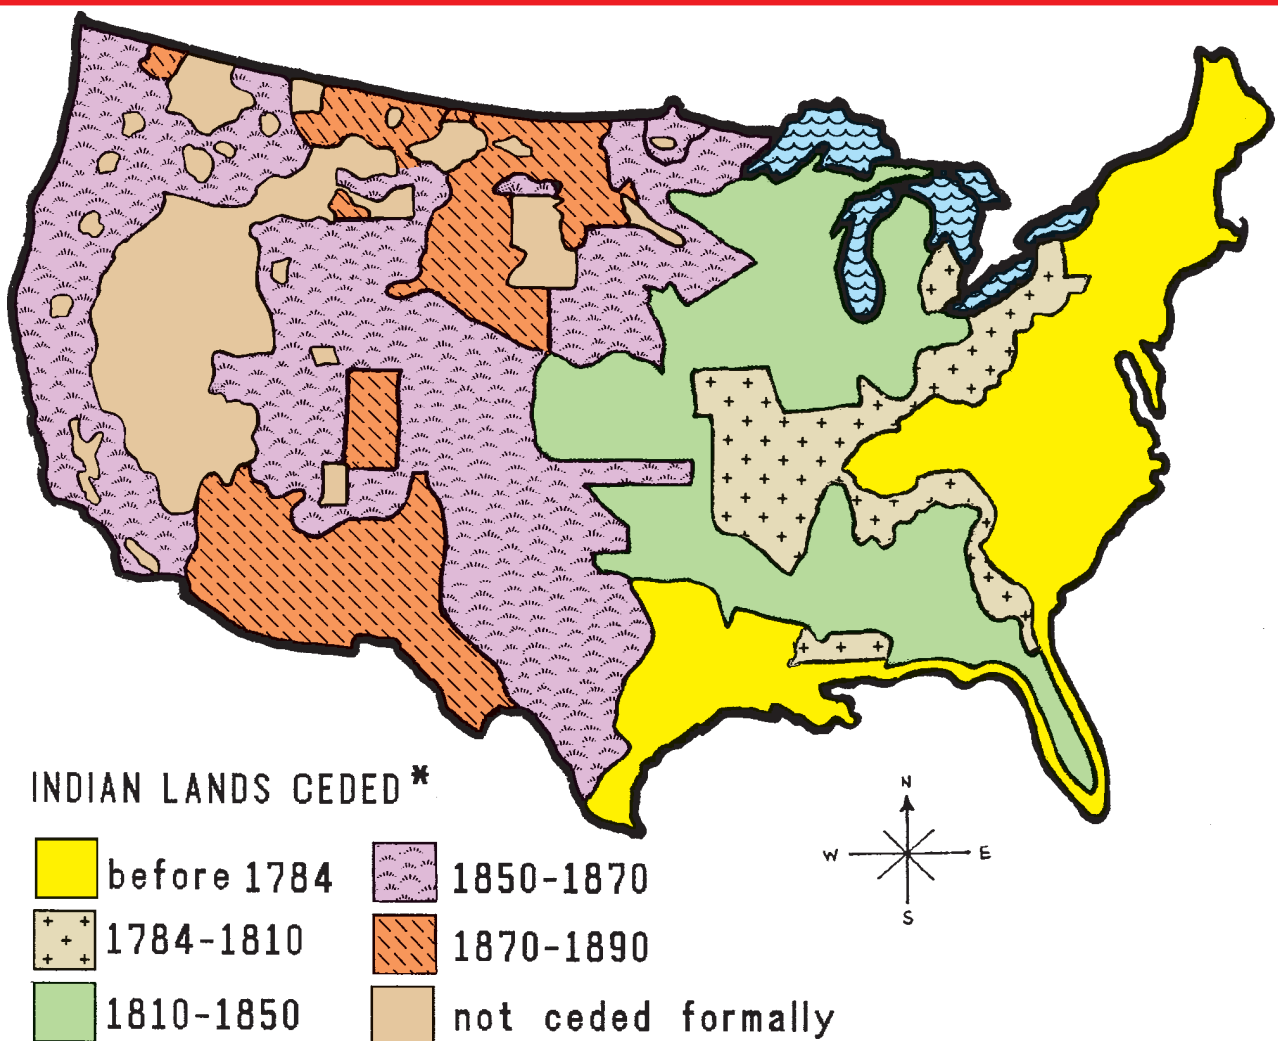 INDIAN LANDS CEDED*
before 1784
1784-1810
1810-1850
1850-1870
1870-1890
not ceded formally
N
W E
S